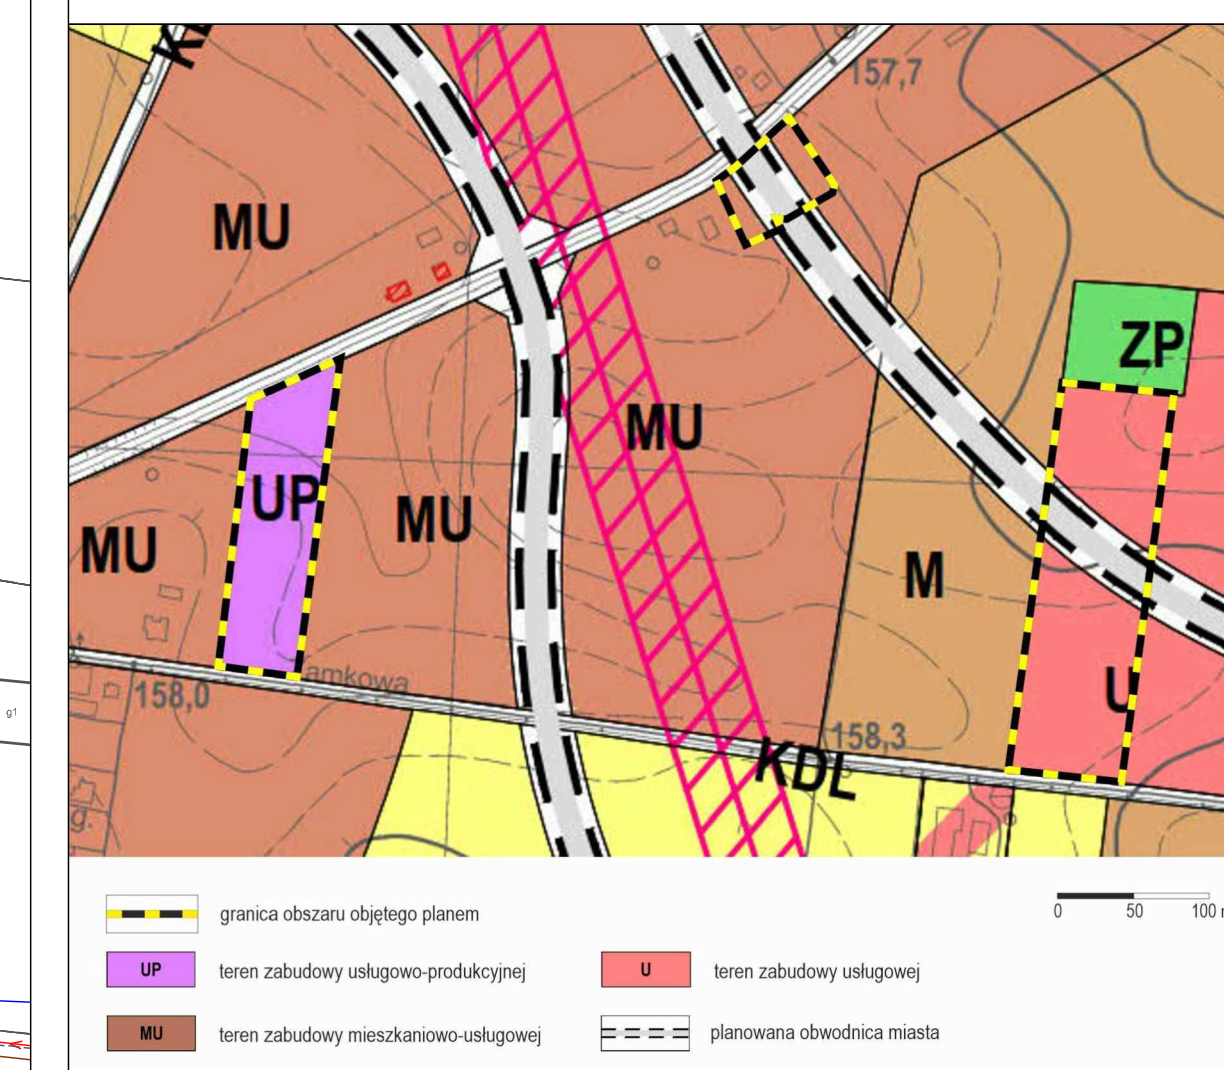 157,7
MU
ZP
MU
UP
MU
MU
M
amkowa
158,0
U
158,3
KDL
g1
g.
granica obszaru objętego planem
0 50 100
UP teren zabudowy usługowo-produkcyjnej
U teren zabudowy usługowej
MU teren zabudowy mieszkaniowo-usługowej
planowana obwodnica miasta